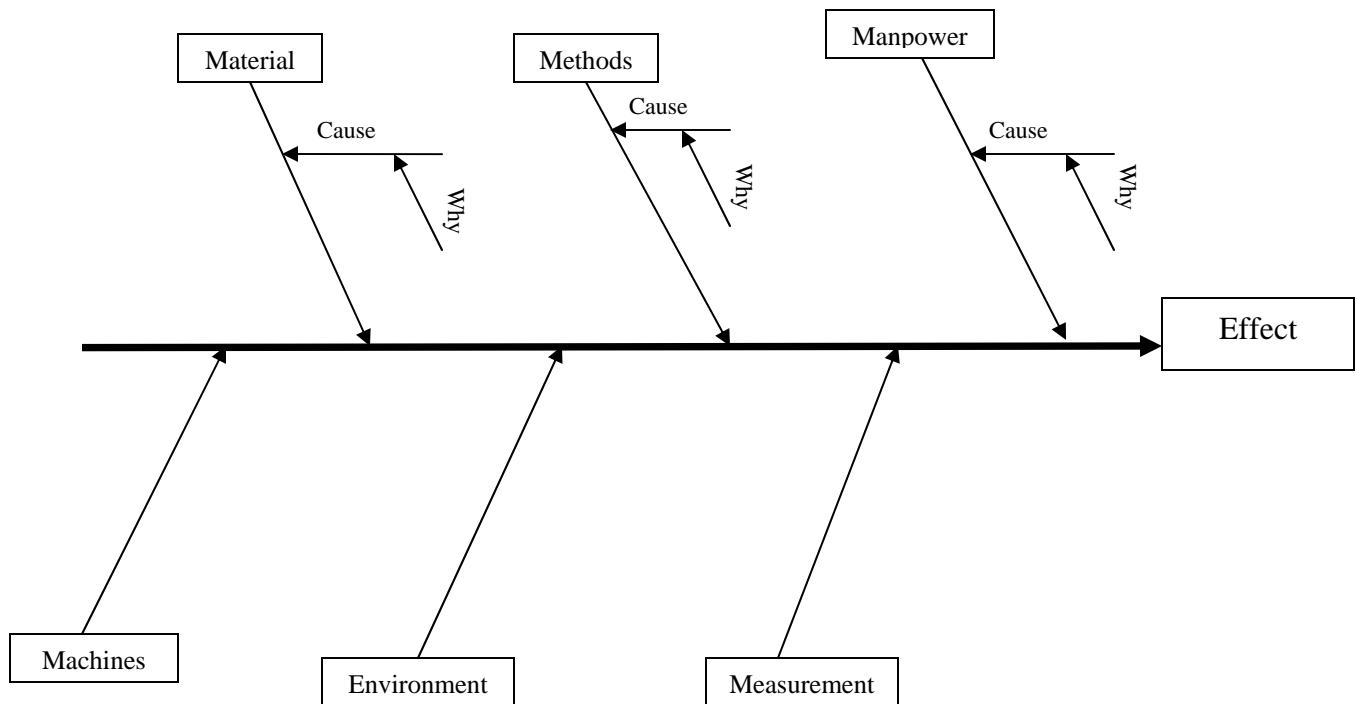 Manpower
Material
Methods
Cause
Cause
Cause
Why
Why
Why
Effect
Machines
Environment
Measurement